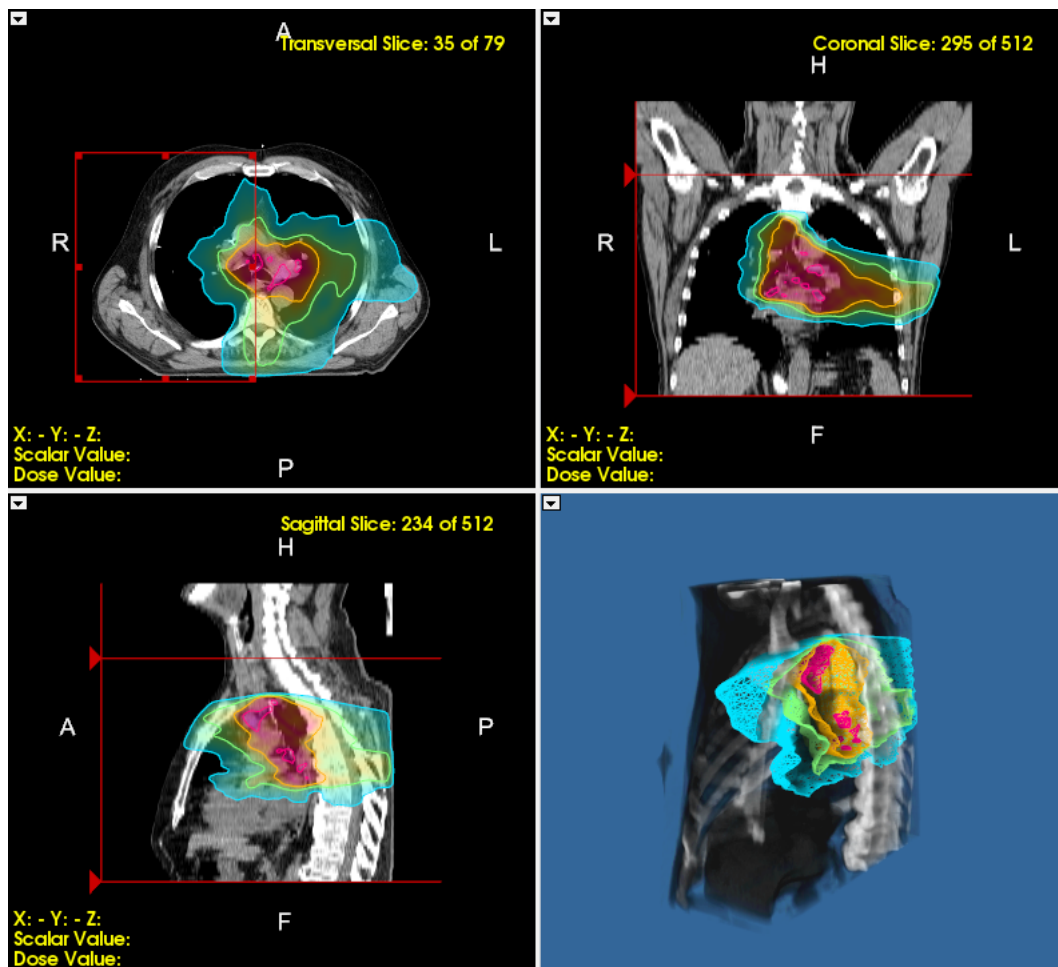 A
Transversal Slice: 35 of 79
R
L
X: - Y: - Z:
Scalar Value:
Dose Value:
P
Coronal Slice: 295 of 512
H
R
L
X: - Y: - Z:
Scalar Value:
Dose Value:
F
Sagittal Slice: 234 of 512
H
A
P
X: - Y: - Z:
Scalar Value:
Dose Value:
F